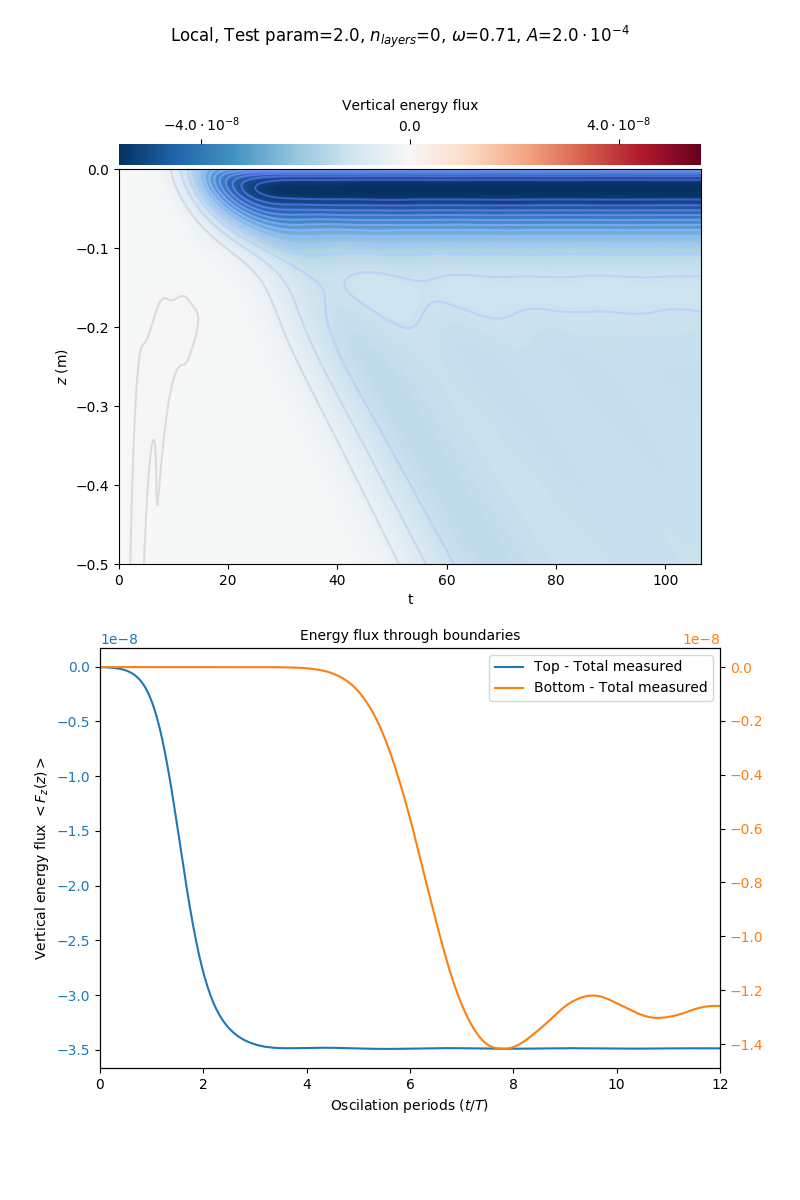 Local, Test param=2.0, $n_{layers}$=0, $\omega$=0.71, $A$=2.0 · 10⁻⁴
Vertical energy flux
−4.0 · 10⁻⁸ 0.0 4.0 · 10⁻⁸
0.0
−0.1
−0.2
−0.3
−0.4
−0.5
z (m)
0 20 40 60 80 100
t
Energy flux through boundaries
1e−8 1e−8
Top - Total measured
Bottom - Total measured
0.0
−0.5
−1.0
−1.5
−2.0
−2.5
−3.0
−3.5
Vertical energy flux < F_z(z) >
0.0
−0.2
−0.4
−0.6
−0.8
−1.0
−1.2
−1.4
0 2 4 6 8 10 12
Oscilation periods (t/T)